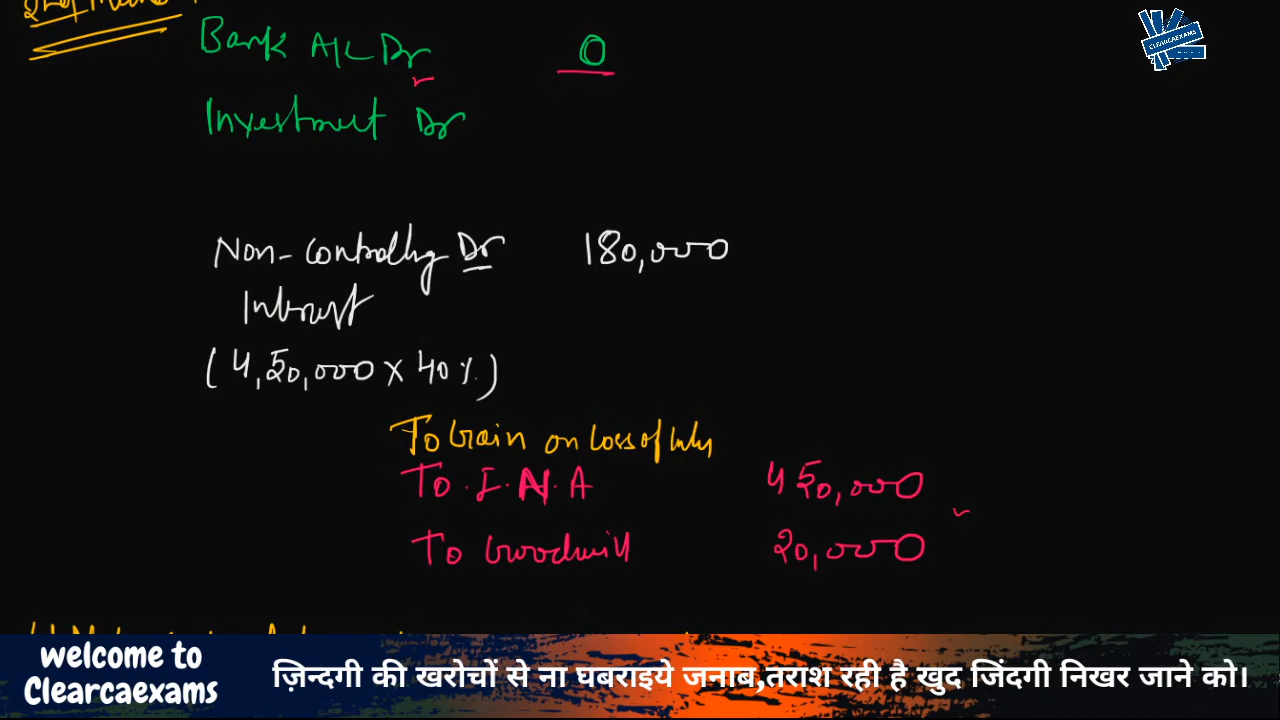 Bank A/C Dr 0
CLEARCAEXAMS
Investment Dr
Non-Controlling Dr 180,000
Interest
(4,50,000 x 40%)
To Gain on Loss of
To I.N.A 450,000
To Goodwill 20,000
welcome to
Clearcaexams
ज़िन्दगी की खरोचों से ना घबराइये जनाब,तराश रही है खुद जिंदगी निखर जाने को।